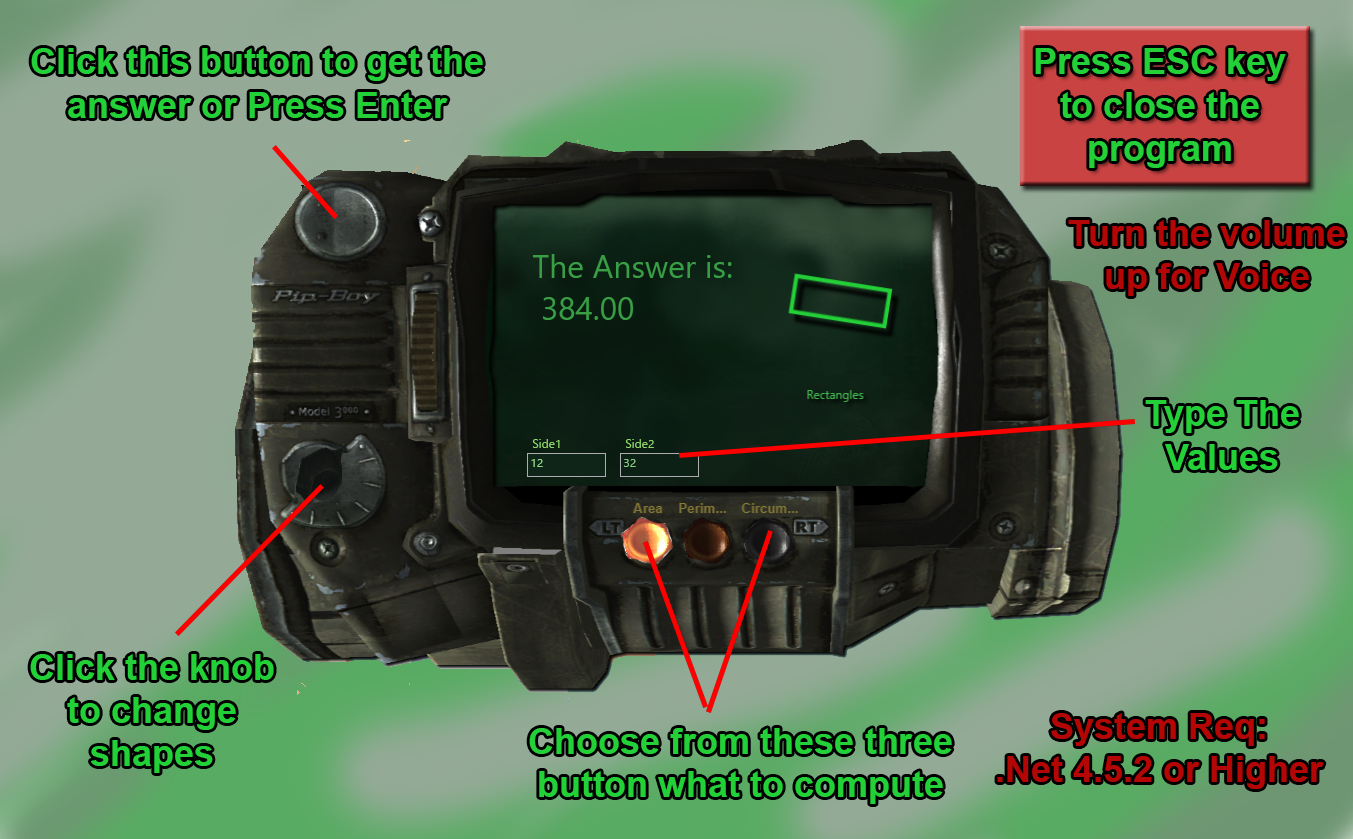 Click this button to get the
answer or Press Enter
Press ESC key
to close the
program
Turn the volume
up for Voice
Pip-Boy
The Answer is:
384.00
Rectangles
• Model 3000 •
Type The
Values
Side1 Side2
12 32
Area Perim... Circum...
LT RT
Click the knob
to change
shapes
Choose from these three
button what to compute
System Req:
.Net 4.5.2 or Higher